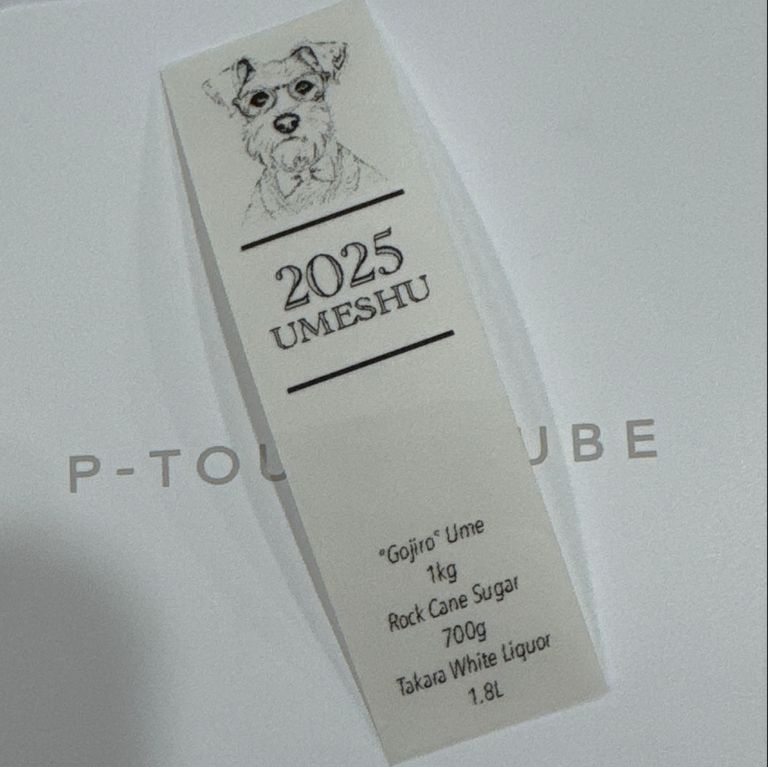 2025
UMESHU
P-TOU UBE
"Gojiro" Ume
1kg
Rock Cane Sugar
700g
Takara White Liquor
1.8L